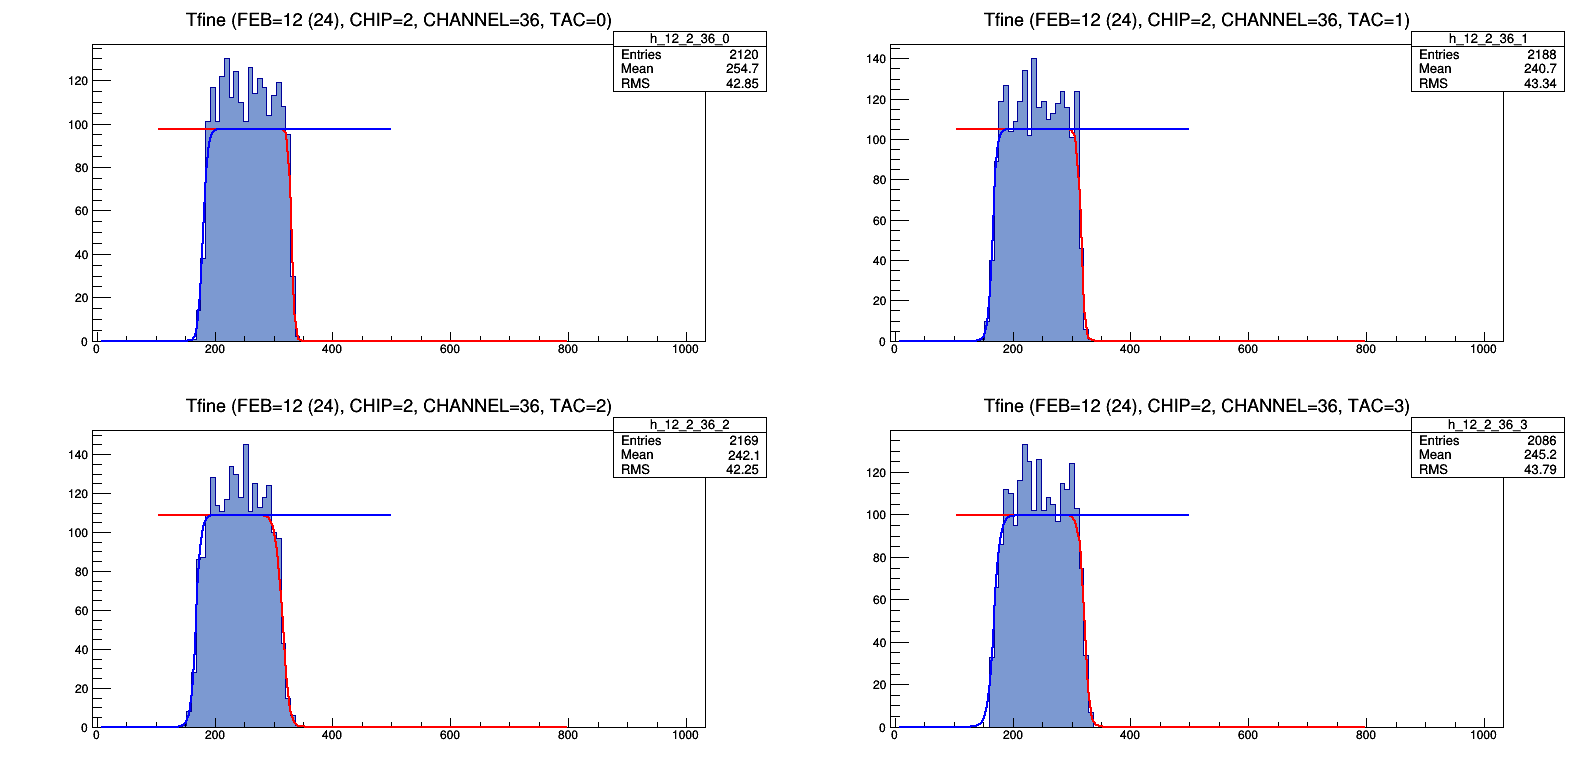 Tfine (FEB=12 (24), CHIP=2, CHANNEL=36, TAC=0)
h_12_2_36_0
Entries 2120
Mean 254.7
RMS 42.85
120
100
80
60
40
20
0
0 200 400 600 800 1000
Tfine (FEB=12 (24), CHIP=2, CHANNEL=36, TAC=1)
h_12_2_36_1
Entries 2188
Mean 240.7
RMS 43.34
140
120
100
80
60
40
20
0
0 200 400 600 800 1000
Tfine (FEB=12 (24), CHIP=2, CHANNEL=36, TAC=2)
h_12_2_36_2
Entries 2169
Mean 242.1
RMS 42.25
140
120
100
80
60
40
20
0
0 200 400 600 800 1000
Tfine (FEB=12 (24), CHIP=2, CHANNEL=36, TAC=3)
h_12_2_36_3
Entries 2086
Mean 245.2
RMS 43.79
120
100
80
60
40
20
0
0 200 400 600 800 1000